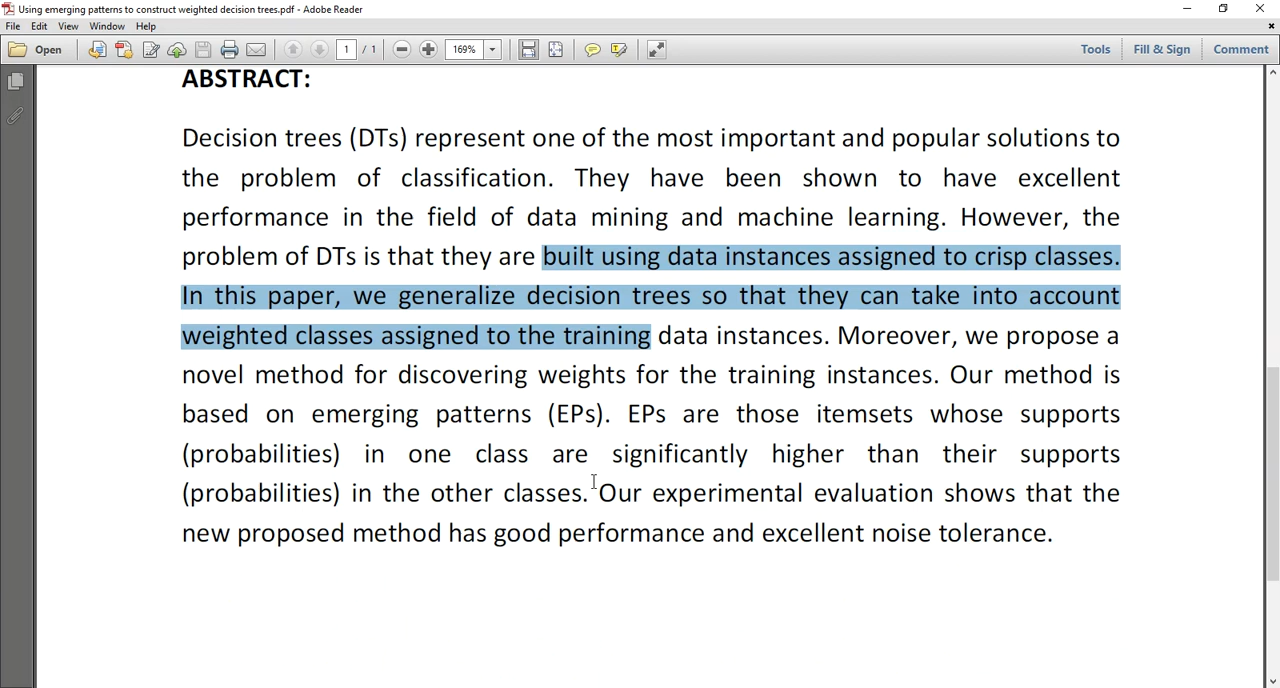 Using emerging patterns to construct weighted decision trees.pdf - Adobe Reader
File Edit View Window Help
Open 1 / 1 169% Tools Fill & Sign Comment
ABSTRACT:
Decision trees (DTs) represent one of the most important and popular solutions to
the problem of classification. They have been shown to have excellent
performance in the field of data mining and machine learning. However, the
problem of DTs is that they are built using data instances assigned to crisp classes.
In this paper, we generalize decision trees so that they can take into account
weighted classes assigned to the training data instances. Moreover, we propose a
novel method for discovering weights for the training instances. Our method is
based on emerging patterns (EPs). EPs are those itemsets whose supports
(probabilities) in one class are significantly higher than their supports
(probabilities) in the other classes. Our experimental evaluation shows that the
new proposed method has good performance and excellent noise tolerance.